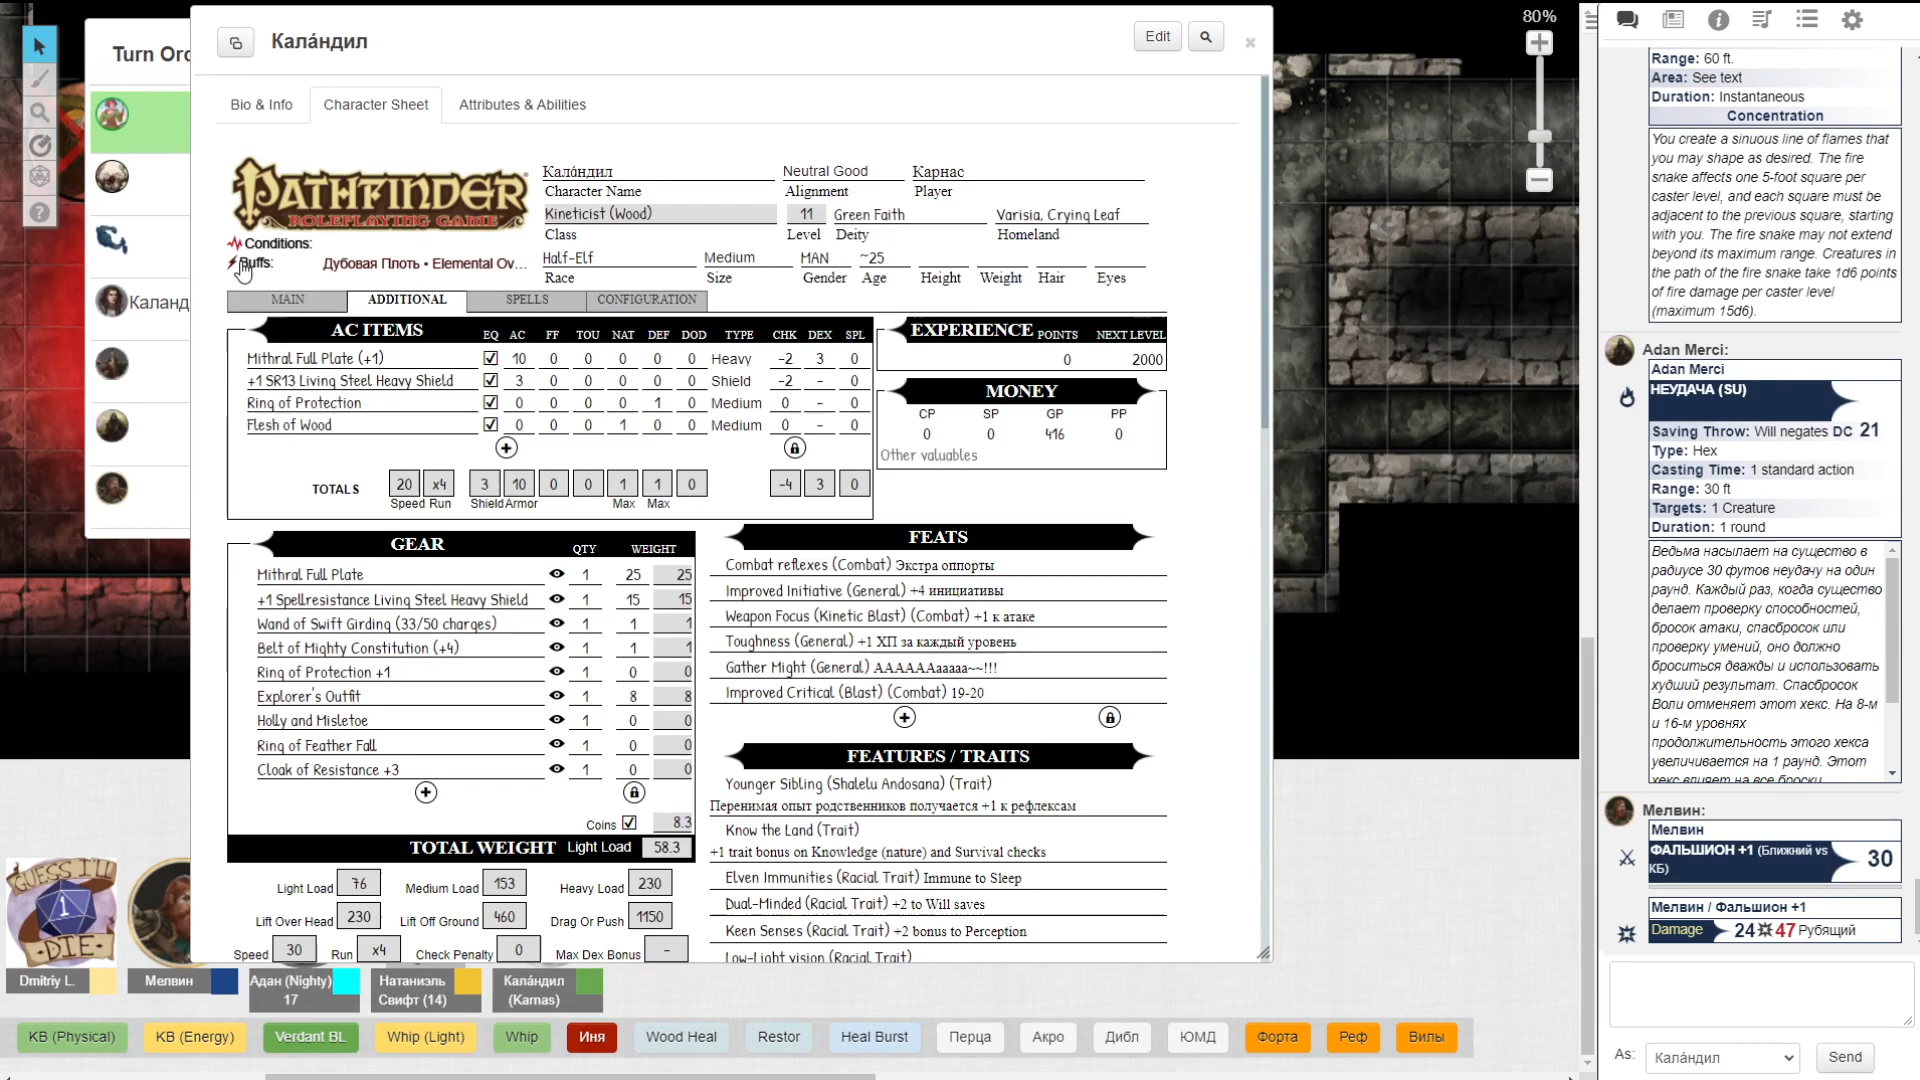 Turn Ord
Каланд
Кала́ндил
Edit
Bio & Info
Character Sheet
Attributes & Abilities
PATHFINDER
ROLEPLAYING GAME
Conditions:
Buffs:
Дубовая Плоть • Elemental Ov...
Кала́ндил
Neutral Good
Карнас
Character Name
Alignment
Player
Kineticist (Wood)
11
Green Faith
Varisia, Crying Leaf
Class
Level
Deity
Homeland
Half-Elf
Medium
MAN
~25
Race
Size
Gender
Age
Height
Weight
Hair
Eyes
MAIN
ADDITIONAL
SPELLS
CONFIGURATION
AC ITEMS EQ AC FF TOU NAT DEF DOD TYPE CHK DEX SPL
Mithral Full Plate (+1) 10 0 0 0 0 0 Heavy -2 3 0
+1 SR13 Living Steel Heavy Shield 3 0 0 0 0 0 Shield -2 - 0
Ring of Protection 0 0 0 0 1 0 Medium 0 - 0
Flesh of Wood 0 0 0 1 0 0 Medium 0 - 0
TOTALS 20 x4 3 10 0 0 1 1 0 -4 3 0
Speed Run Shield Armor Max Max
EXPERIENCE POINTS NEXT LEVEL
0 2000
MONEY
CP SP GP PP
0 0 416 0
Other valuables
GEAR QTY WEIGHT
Mithral Full Plate 1 25 25
+1 Spellresistance Living Steel Heavy Shield 1 15 15
Wand of Swift Girding (33/50 charges) 1 1 1
Belt of Mighty Constitution (+4) 1 1 1
Ring of Protection +1 1 0 0
Explorer's Outfit 1 8 8
Holly and Misletoe 1 0 0
Ring of Feather Fall 1 0 0
Cloak of Resistance +3 1 0 0
Coins 8.3
TOTAL WEIGHT Light Load 58.3
Light Load 76 Medium Load 153 Heavy Load 230
Lift Over Head 230 Lift Off Ground 460 Drag Or Push 1150
Speed 30 Run x4 Check Penalty 0 Max Dex Bonus -
FEATS
Combat reflexes (Combat) Экстра оппорты
Improved Initiative (General) +4 инициативы
Weapon Focus (Kinetic Blast) (Combat) +1 к атаке
Toughness (General) +1 ХП за каждый уровень
Gather Might (General) АААААAааааа~~!!!
Improved Critical (Blast) (Combat) 19-20
FEATURES / TRAITS
Younger Sibling (Shalelu Andosana) (Trait)
Перенимая опыт родственников получается +1 к рефлексам
Know the Land (Trait)
+1 trait bonus on Knowledge (nature) and Survival checks
Elven Immunities (Racial Trait) Immune to Sleep
Dual-Minded (Racial Trait) +2 to Will saves
Keen Senses (Racial Trait) +2 bonus to Perception
Low-Light vision (Racial Trait)
80%
Range: 60 ft.
Area: See text
Duration: Instantaneous
Concentration
You create a sinuous line of flames that
you may shape as desired. The fire
snake affects one 5-foot square per
caster level, and each square must be
adjacent to the previous square, starting
with you. The fire snake may not extend
beyond its maximum range. Creatures in
the path of the fire snake take 1d6 points
of fire damage per caster level
(maximum 15d6).
Adan Merci:
Adan Merci
НЕУДАЧА (SU)
Saving Throw: Will negates DC 21
Type: Hex
Casting Time: 1 standard action
Range: 30 ft
Targets: 1 Creature
Duration: 1 round
Ведьма насылает на существо в
радиусе 30 футов неудачу на один
раунд. Каждый раз, когда существо
делает проверку способностей,
бросок атаки, спасбросок или
проверку умений, оно должно
броситься дважды и использовать
худший результат. Спасбросок
Воли отменяет этот хекс. На 8-м
и 16-м уровнях
продолжительность этого хекса
увеличивается на 1 раунд. Этот
хекс влияет на все броски
Мелвин:
Мелвин
ФАЛЬШИОН +1 (Ближний vs
КБ)
30
Мелвин / Фальшион +1
Damage 24 47 Рубящий
As: Кала́ндил
Send
GUESS I'LL
1
DIE
Dmitriy L.
Мелвин
Адан (Nighty)
17
Натаниэль
Свифт (14)
Кала́ндил
(Karnas)
KB (Physical)
KB (Energy)
Verdant BL
Whip (Light)
Whip
Иня
Wood Heal
Restor
Heal Burst
Перца
Акро
Дибл
ЮМД
Форта
Реф
Вилы